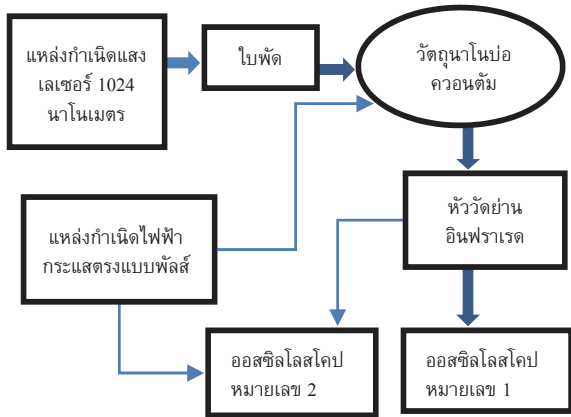 แหล่งกำเนิดแสง
เลเซอร์ 1024
นาโนเมตร
ใบพัด
วัตถุนาโนบ่อ
ควอนตัม
แหล่งกำเนิดไฟฟ้า
กระแสตรงแบบพัลส์
หัววัดย่าน
อินฟราเรด
ออสซิลโลสโคป
หมายเลข 2
ออสซิลโลสโคป
หมายเลข 1